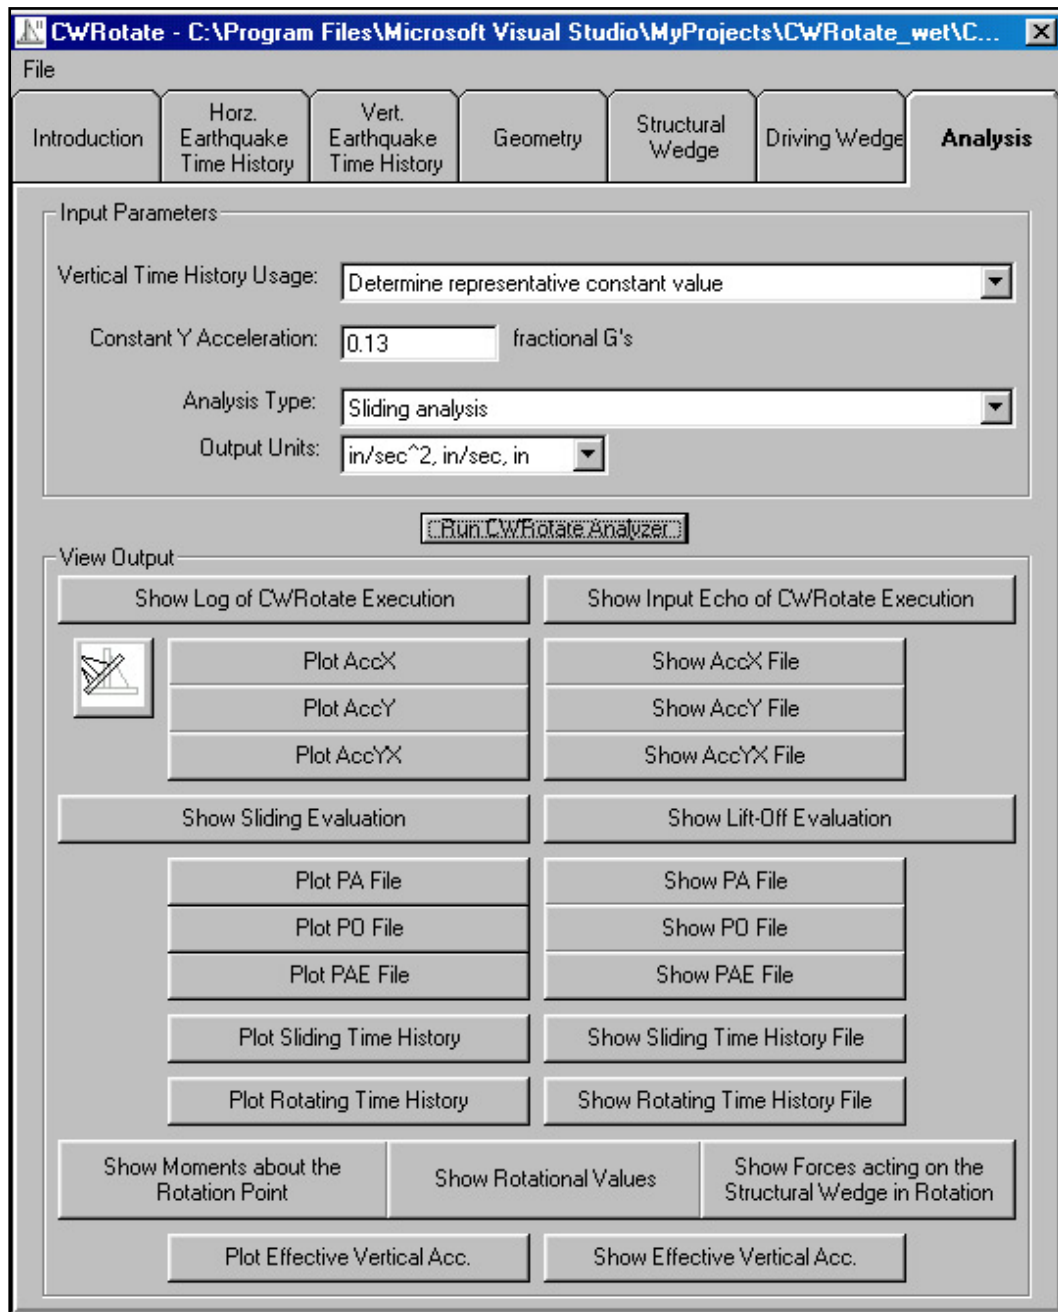 CWRotate - C:\Program Files\Microsoft Visual Studio\MyProjects\CWRotate_wet\C...
File
Introduction
Horz.
Earthquake
Time History
Vert.
Earthquake
Time History
Geometry
Structural
Wedge
Driving Wedge
Analysis
Input Parameters
Vertical Time History Usage: Determine representative constant value
Constant Y Acceleration: 0.13 fractional G's
Analysis Type: Sliding analysis
Output Units: in/sec^2, in/sec, in
Run CWRotate Analyzer
View Output
Show Log of CWRotate Execution
Show Input Echo of CWRotate Execution
Plot AccX
Show AccX File
Plot AccY
Show AccY File
Plot AccYX
Show AccYX File
Show Sliding Evaluation
Show Lift-Off Evaluation
Plot PA File
Show PA File
Plot PO File
Show PO File
Plot PAE File
Show PAE File
Plot Sliding Time History
Show Sliding Time History File
Plot Rotating Time History
Show Rotating Time History File
Show Moments about the
Rotation Point
Show Rotational Values
Show Forces acting on the
Structural Wedge in Rotation
Plot Effective Vertical Acc.
Show Effective Vertical Acc.